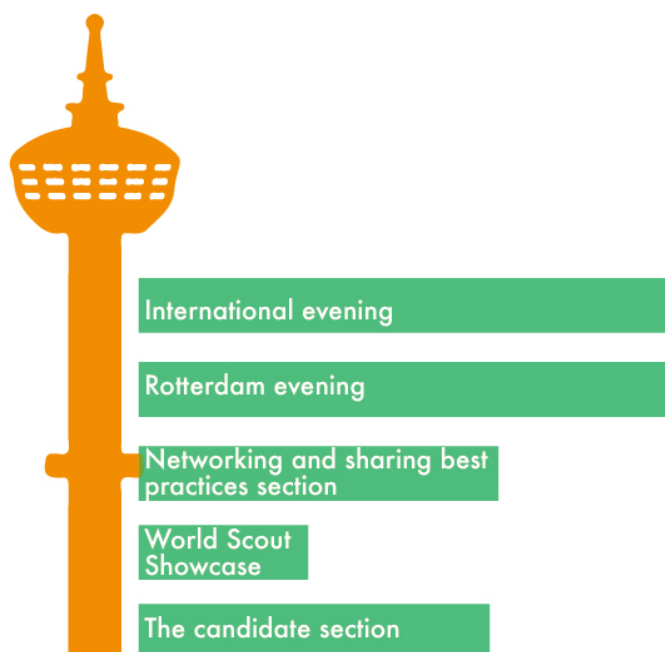 International evening
Rotterdam evening
Networking and sharing best
practices section
World Scout
Showcase
The candidate section